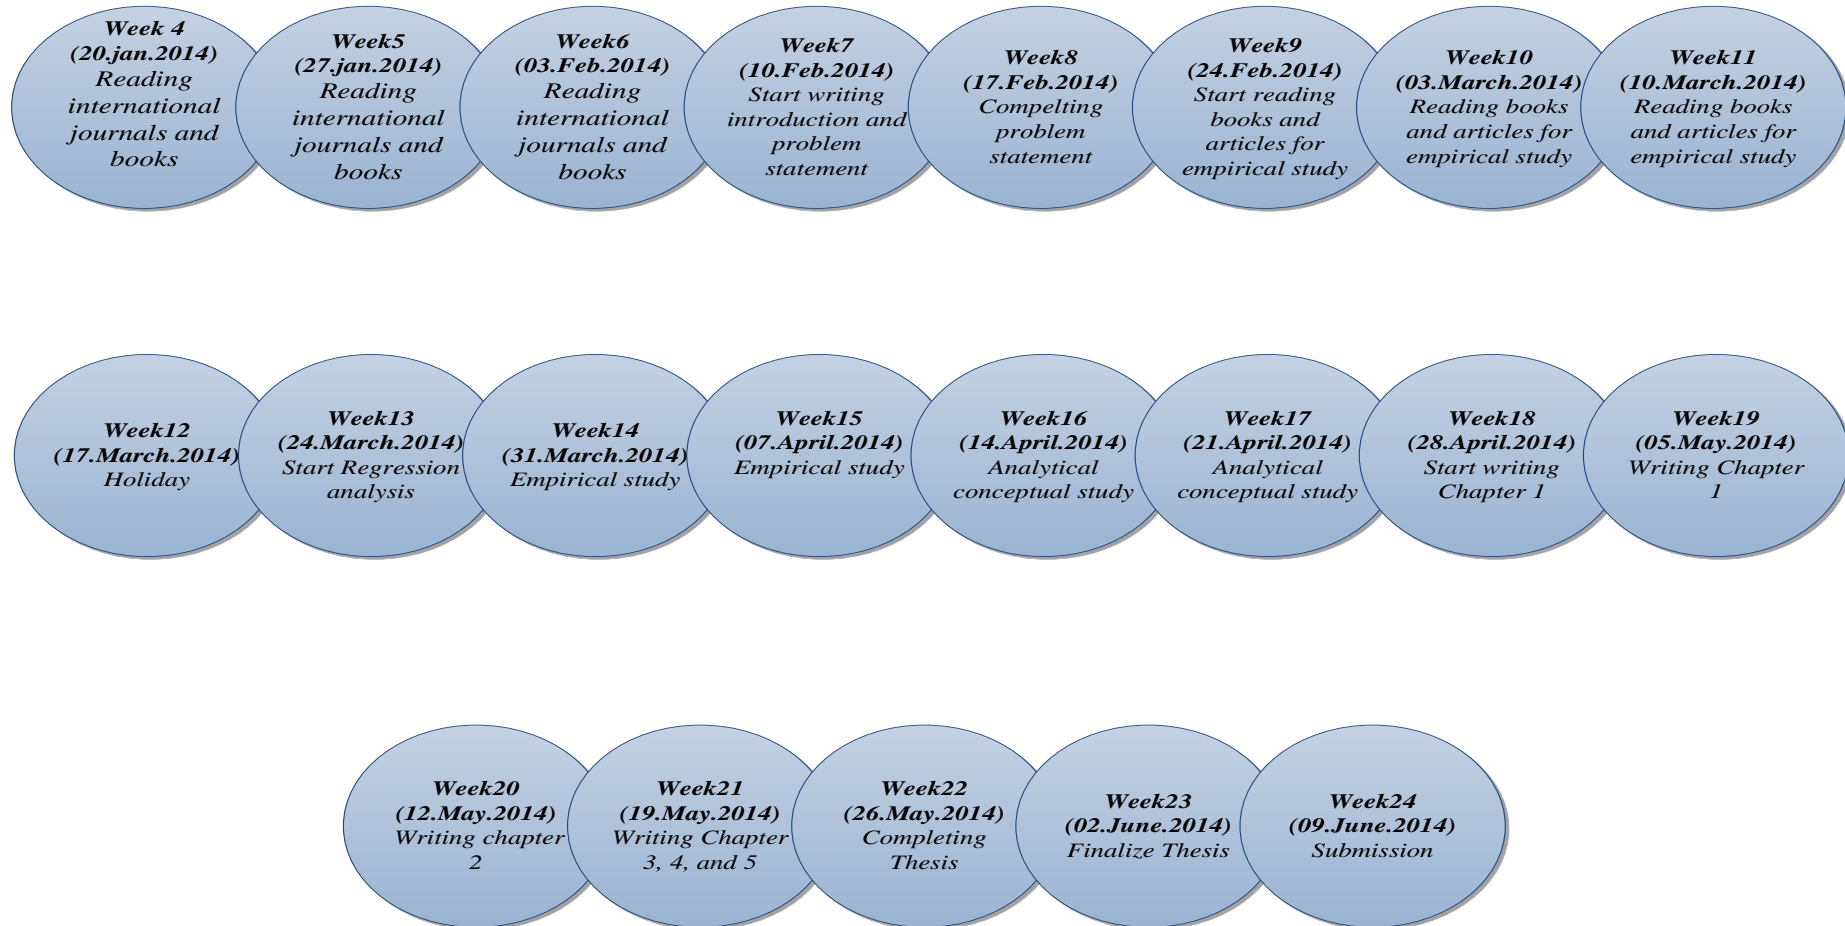 Week 4
(20.jan.2014)
Reading
international
journals and
books
Week5
(27.jan.2014)
Reading
international
journals and
books
Week6
(03.Feb.2014)
Reading
international
journals and
books
Week7
(10.Feb.2014)
Start writing
introduction and
problem
statement
Week8
(17.Feb.2014)
Compelting
problem
statement
Week9
(24.Feb.2014)
Start reading
books and
articles for
empirical study
Week10
(03.March.2014)
Reading books
and articles for
empirical study
Week11
(10.March.2014)
Reading books
and articles for
empirical study
Week12
(17.March.2014)
Holiday
Week13
(24.March.2014)
Start Regression
analysis
Week14
(31.March.2014)
Empirical study
Week15
(07.April.2014)
Empirical study
Week16
(14.April.2014)
Analytical
conceptual study
Week17
(21.April.2014)
Analytical
conceptual study
Week18
(28.April.2014)
Start writing
Chapter 1
Week19
(05.May.2014)
Writing Chapter
1
Week20
(12.May.2014)
Writing chapter
2
Week21
(19.May.2014)
Writing Chapter
3, 4, and 5
Week22
(26.May.2014)
Completing
Thesis
Week23
(02.June.2014)
Finalize Thesis
Week24
(09.June.2014)
Submission